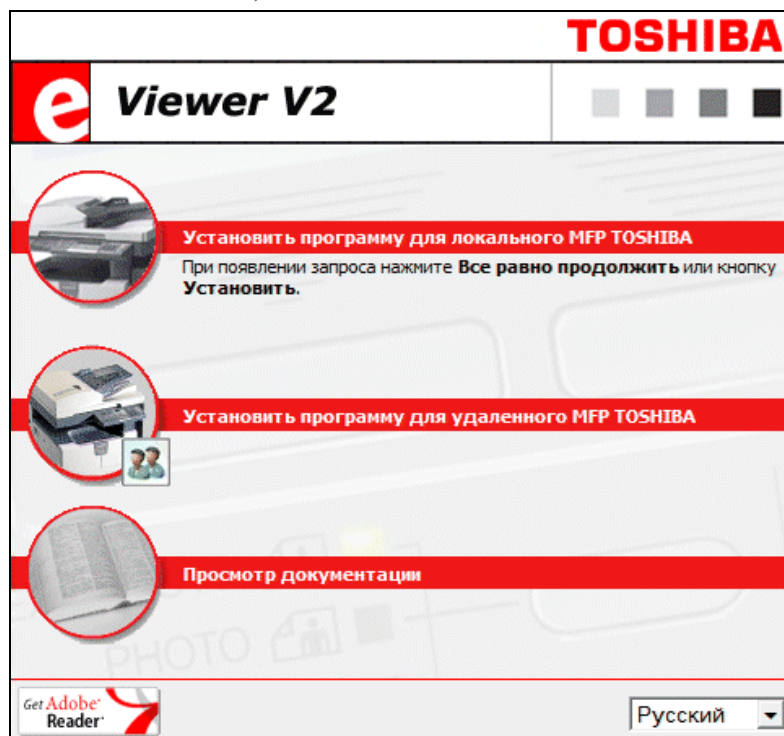 TOSHIBA
e Viewer V2
Установить программу для локального MFP TOSHIBA
При появлении запроса нажмите Все равно продолжить или кнопку
Установить.
Установить программу для удаленного MFP TOSHIBA
Просмотр документации
PHOTO
Get Adobe
Reader
Русский